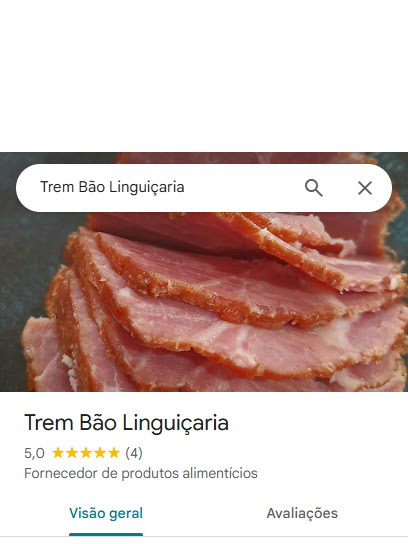 Trem Bão Linguiçaria
Trem Bão Linguiçaria
5,0 (4)
Fornecedor de produtos alimentícios
Visão geral Avaliações